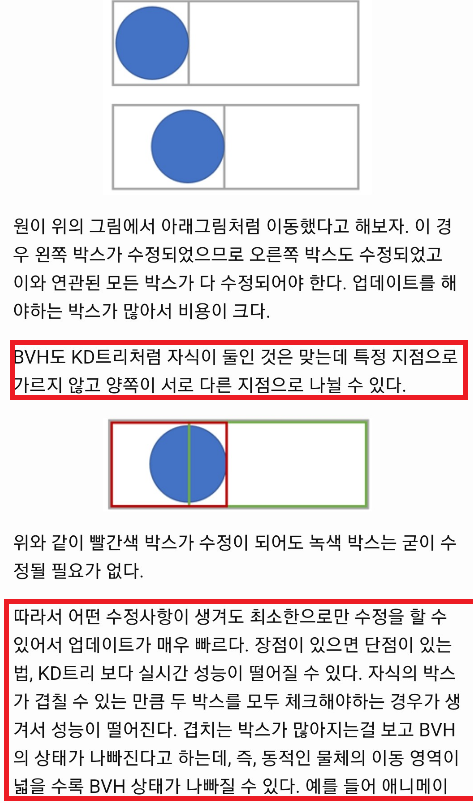 원이 위의 그림에서 아래그림처럼 이동했다고 해보자. 이 경
우 왼쪽 박스가 수정되었으므로 오른쪽 박스도 수정되었고
이와 연관된 모든 박스가 다 수정되어야 한다. 업데이트를 해
야하는 박스가 많아서 비용이 크다.
BVH도 KD트리처럼 자식이 둘인 것은 맞는데 특정 지점으로
가르지 않고 양쪽이 서로 다른 지점으로 나뉠 수 있다.
위와 같이 빨간색 박스가 수정이 되어도 녹색 박스는 굳이 수
정될 필요가 없다.
따라서 어떤 수정사항이 생겨도 최소한으로만 수정을 할 수
있어서 업데이트가 매우 빠르다. 장점이 있으면 단점이 있는
법, KD트리 보다 실시간 성능이 떨어질 수 있다. 자식의 박스
가 겹칠 수 있는 만큼 두 박스를 모두 체크해야하는 경우가 생
겨서 성능이 떨어진다. 겹치는 박스가 많아지는걸 보고 BVH
의 상태가 나빠진다고 하는데, 즉, 동적인 물체의 이동 영역이
넓을 수록 BVH 상태가 나빠질 수 있다. 예를 들어 애니메이